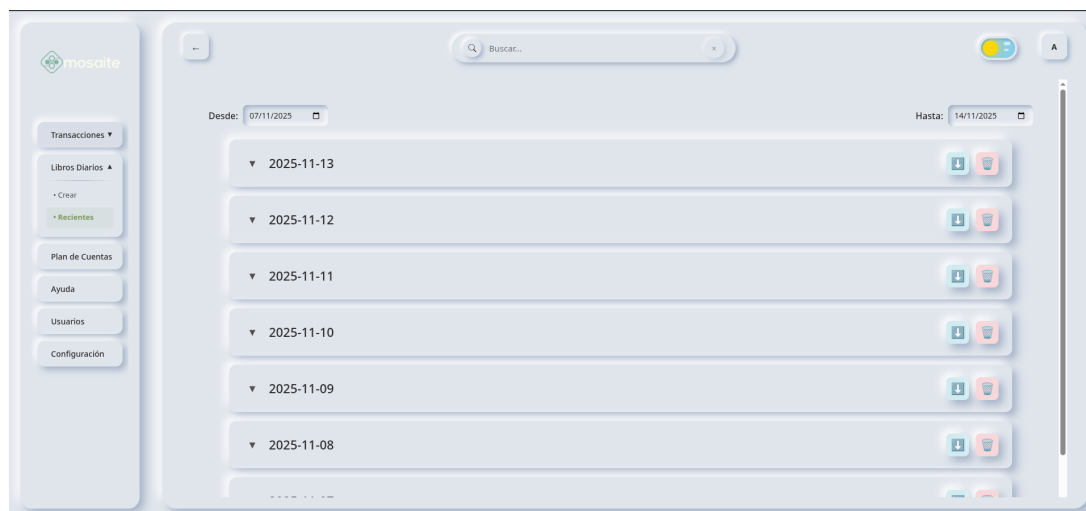 mosaite
←
Buscar...
×
A
Desde: 07/11/2025
Hasta: 14/11/2025
Transacciones ▼
Libros Diarios ▲
• Crear
• Recientes
Plan de Cuentas
Ayuda
Usuarios
Configuración
▼ 2025-11-13
▼ 2025-11-12
▼ 2025-11-11
▼ 2025-11-10
▼ 2025-11-09
▼ 2025-11-08